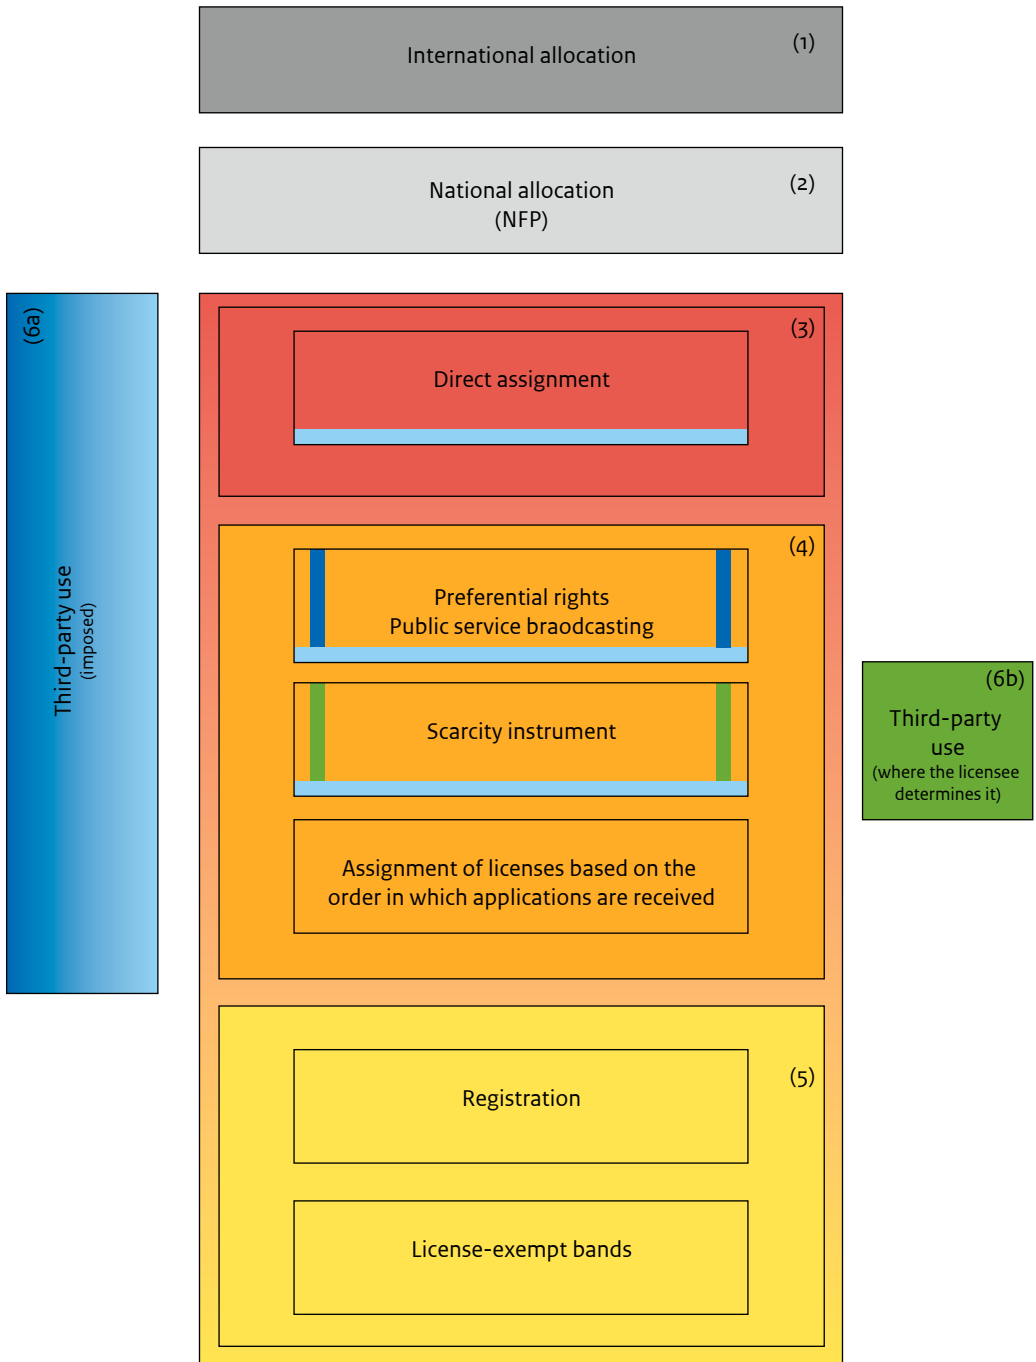 International allocation
(1)
National allocation
(NFP)
(2)
(6a)
Third-party use
(imposed)
(3)
Direct assignment
(4)
Preferential rights
Public service braodcasting
Scarcity instrument
Assignment of licenses based on the
order in which applications are received
(6b)
Third-party
use
(where the licensee
determines it)
(5)
Registration
License-exempt bands